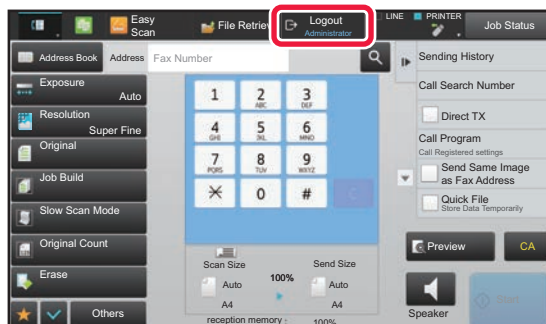 Easy
Scan
File Retrieve
Logout
Administrator
LINE
PRINTER
Job Status
Address Book
Address
Fax Number
Sending History
Exposure
Auto
Call Search Number
Resolution
Super Fine
Direct TX
Original
Call Program
Call Registered settings
Job Build
Send Same Image
as Fax Address
Slow Scan Mode
Quick File
Store Data Temporarily
Original Count
Erase
Others
1
2
ABC
3
DEF
4
GHI
5
JKL
6
MNO
7
PQRS
8
TUV
9
WXYZ
0
#
C
Scan Size
Send Size
100%
Auto
Auto
A4
A4
reception memory :
100%
Preview
CA
Speaker
Start